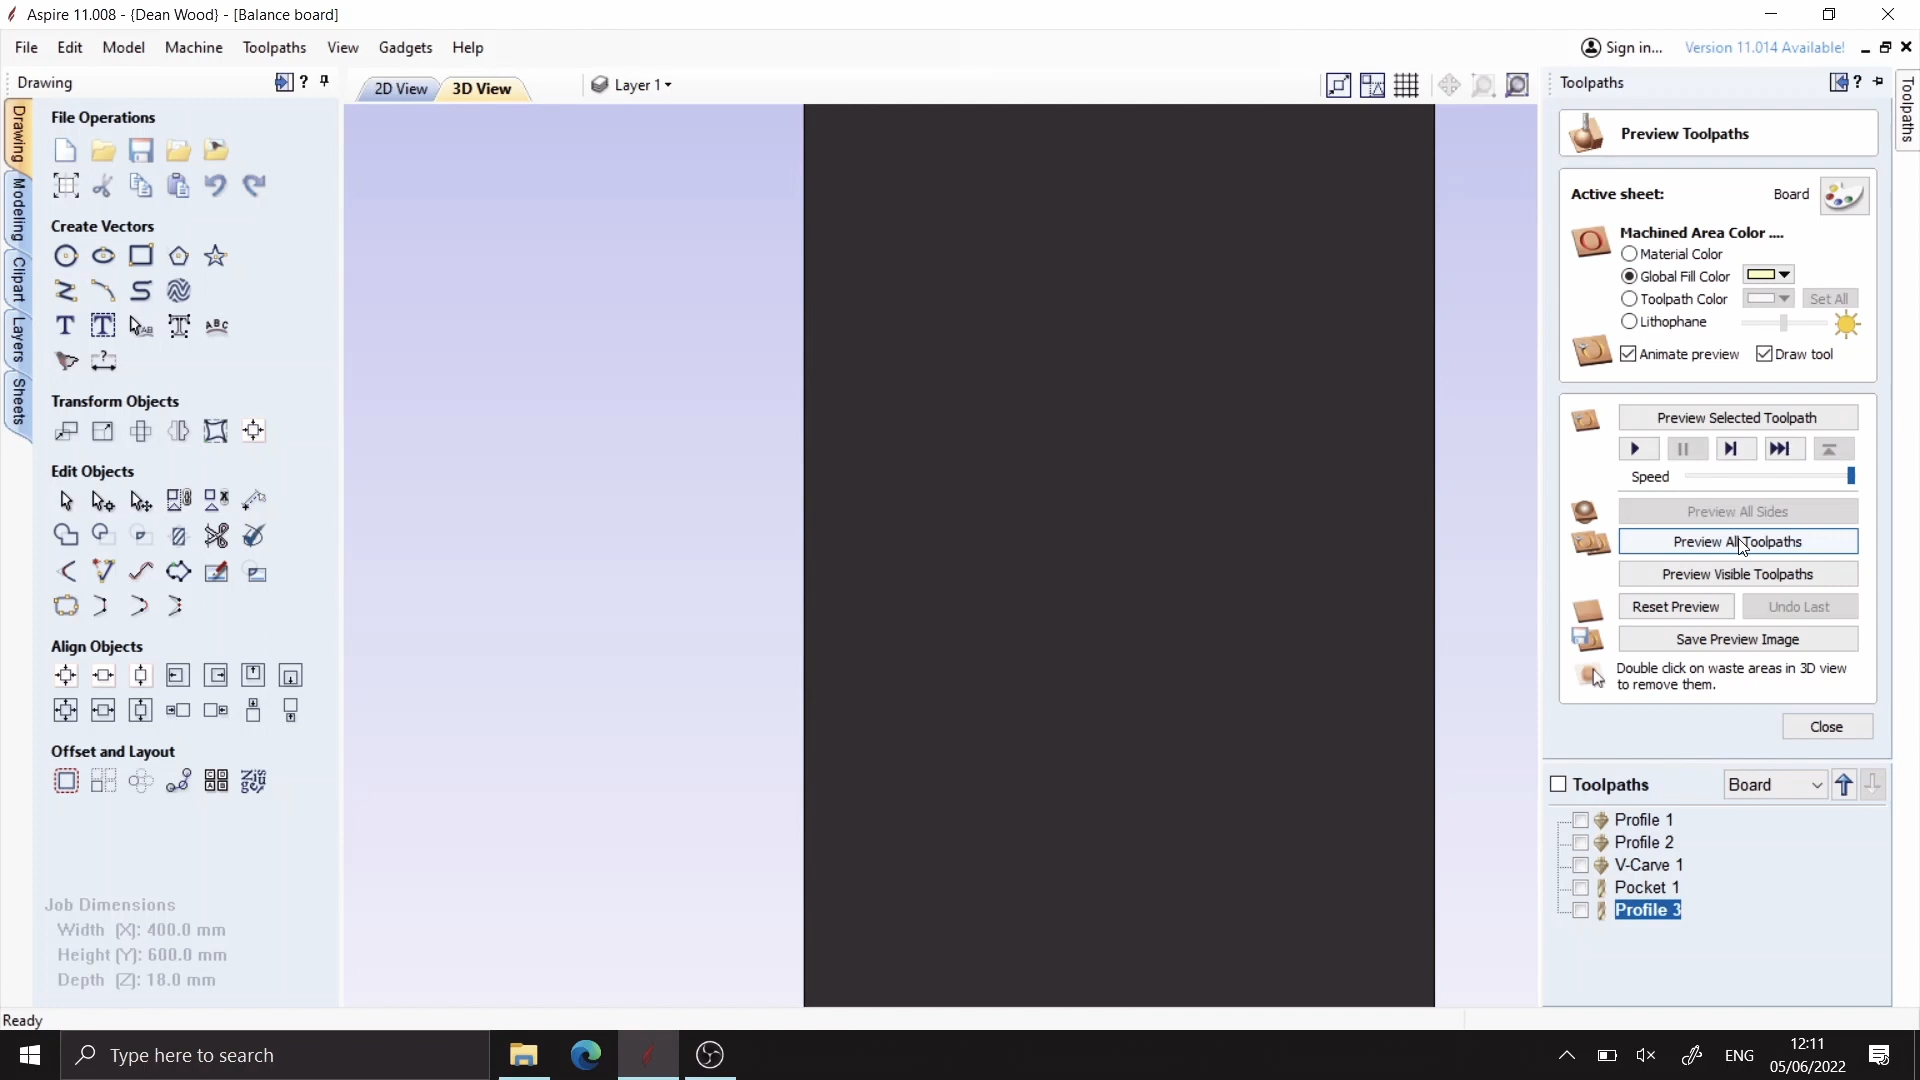 Aspire 11.008 - {Dean Wood} - [Balance board]
File Edit Model Machine Toolpaths View Gadgets Help
Sign in... Version 11.014 Available!
Drawing
2D View 3D View Layer 1
Toolpaths
Toolpaths
Drawing
Modeling
Clipart
Layers
Sheets
File Operations
Create Vectors
Transform Objects
Edit Objects
Align Objects
Offset and Layout
Job Dimensions
Width (X): 400.0 mm
Height (Y): 600.0 mm
Depth (Z): 18.0 mm
Preview Toolpaths
Active sheet: Board
Machined Area Color ....
Material Color
Global Fill Color
Toolpath Color Set All
Lithophane
Animate preview Draw tool
Preview Selected Toolpath
Speed
Preview All Sides
Preview All Toolpaths
Preview Visible Toolpaths
Reset Preview Undo Last
Save Preview Image
Double click on waste areas in 3D view
to remove them.
Close
Toolpaths Board
Profile 1
Profile 2
V-Carve 1
Pocket 1
Profile 3
Ready
Type here to search
ENG
12:11
05/06/2022